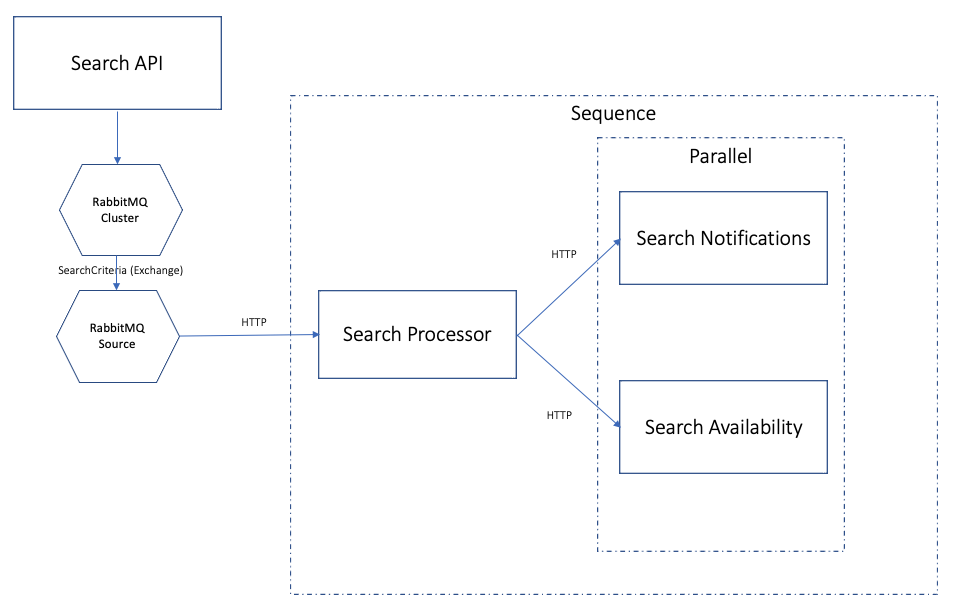 Search API
RabbitMQ
Cluster
SearchCriteria (Exchange)
RabbitMQ
Source
HTTP
Sequence
Search Processor
HTTP
HTTP
Parallel
Search Notifications
Search Availability